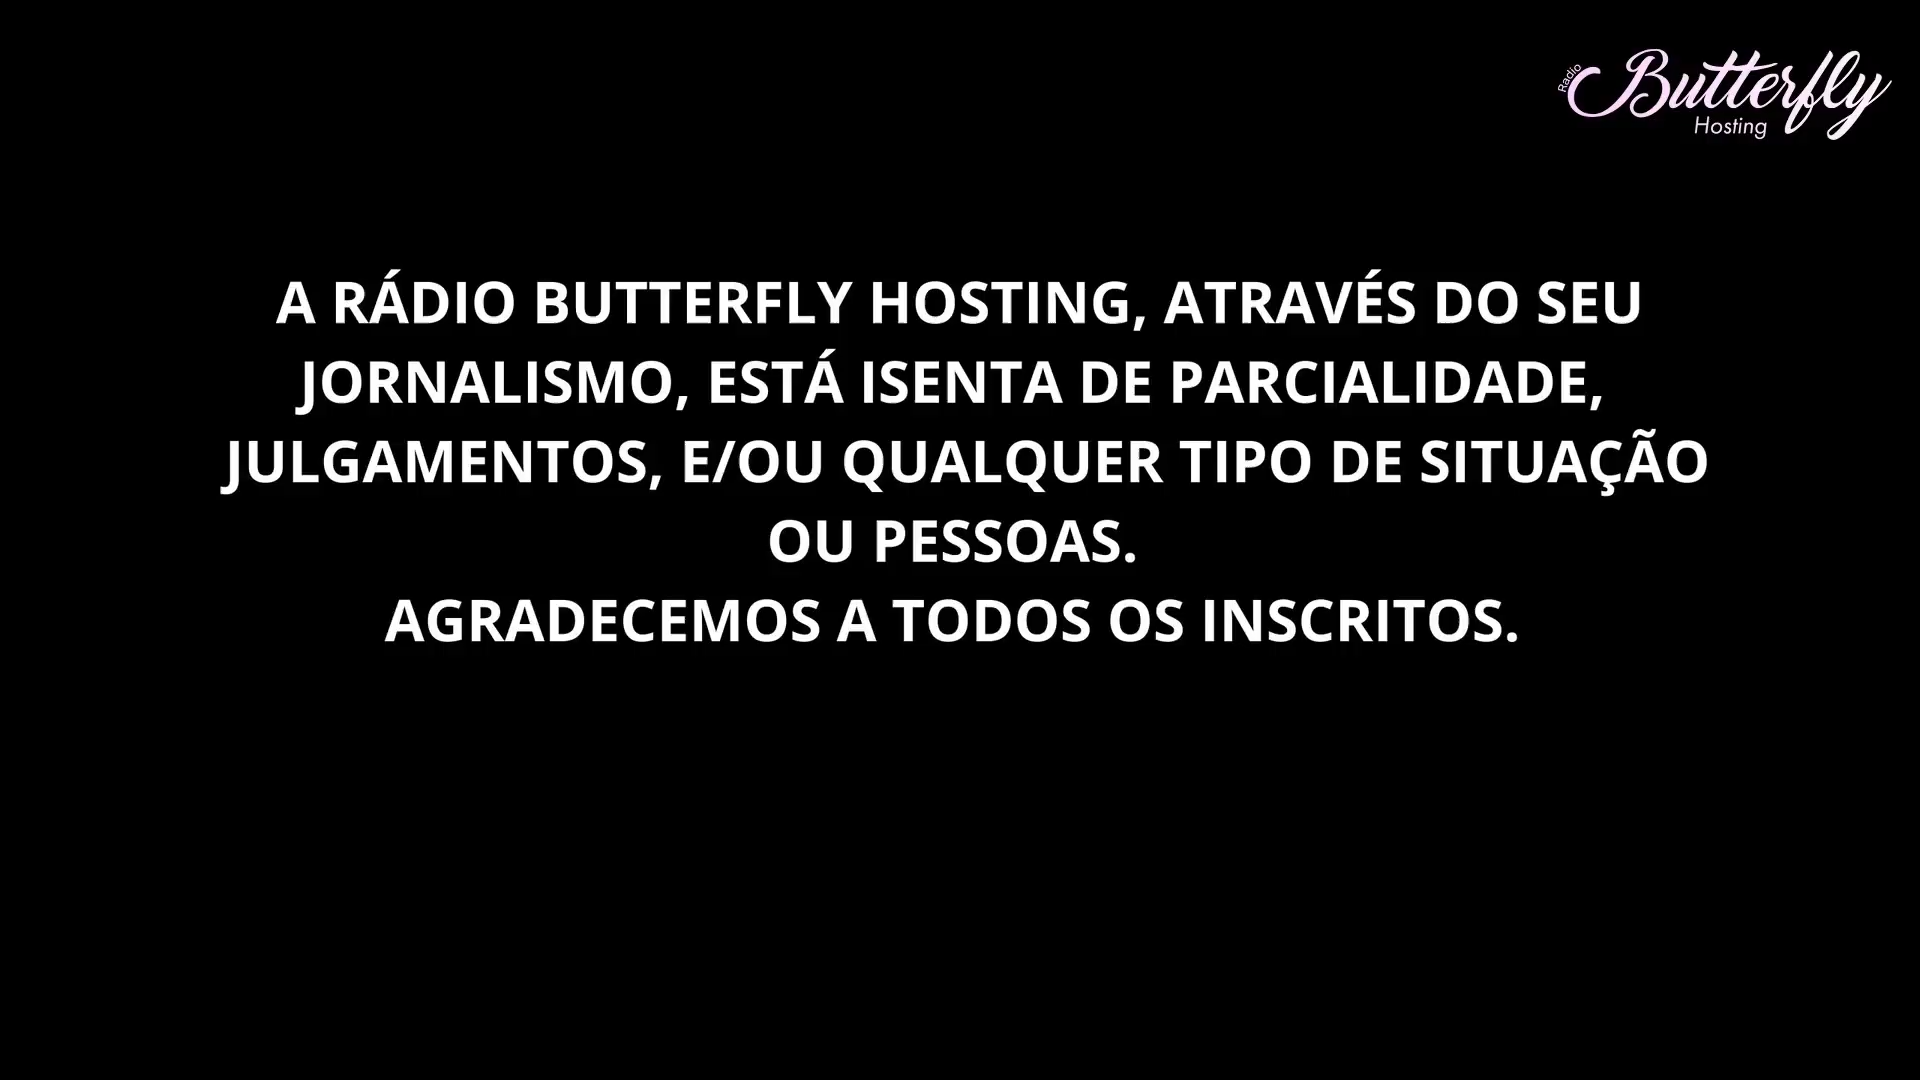 Radio
Butterfly
Hosting
A RÁDIO BUTTERFLY HOSTING, ATRAVÉS DO SEU
JORNALISMO, ESTÁ ISENTA DE PARCIALIDADE,
JULGAMENTOS, E/OU QUALQUER TIPO DE SITUAÇÃO
OU PESSOAS.
AGRADECEMOS A TODOS OS INSCRITOS.